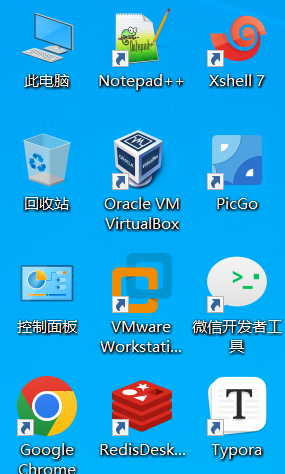 此电脑
Notepad++
Xshell 7
回收站
Oracle VM
VirtualBox
PicGo
控制面板
VMware
Workstati...
微信开发者工
具
Google
Chrome
RedisDesk...
Typora